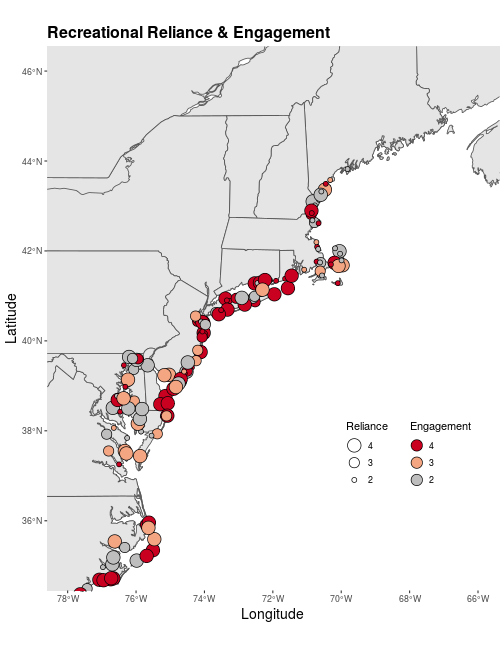 Recreational Reliance & Engagement
46°N
44°N
42°N
40°N
38°N
36°N
Latitude
Reliance
4
3
2
Engagement
4
3
2
78°W 76°W 74°W 72°W 70°W 68°W 66°W
Longitude